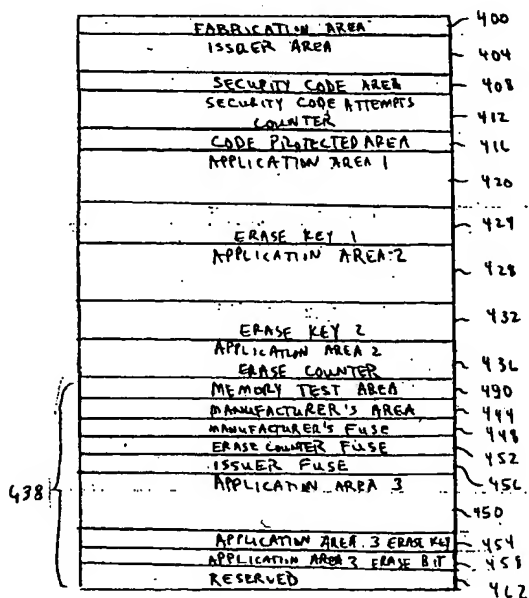 FABRICATION AREA 400
ISSUER AREA 404
SECURITY CODE AREA 408
SECURITY CODE ATTEMPTS
COUNTER 412
CODE PROTECTED AREA 416
APPLICATION AREA 1
420
424
ERASE KEY 1
APPLICATION AREA 2
428
432
ERASE KEY 2
APPLICATION AREA 2
ERASE COUNTER 436
MEMORY TEST AREA 490
MANUFACTURER'S AREA 444
MANUFACTURER'S FUSE 448
ERASE COUNTER FUSE 452
ISSUER FUSE 456
APPLICATION AREA 3
438
450
APPLICATION AREA 3 ERASE KEY 454
APPLICATION AREA 3 ERASE BIT 458
RESERVED 462